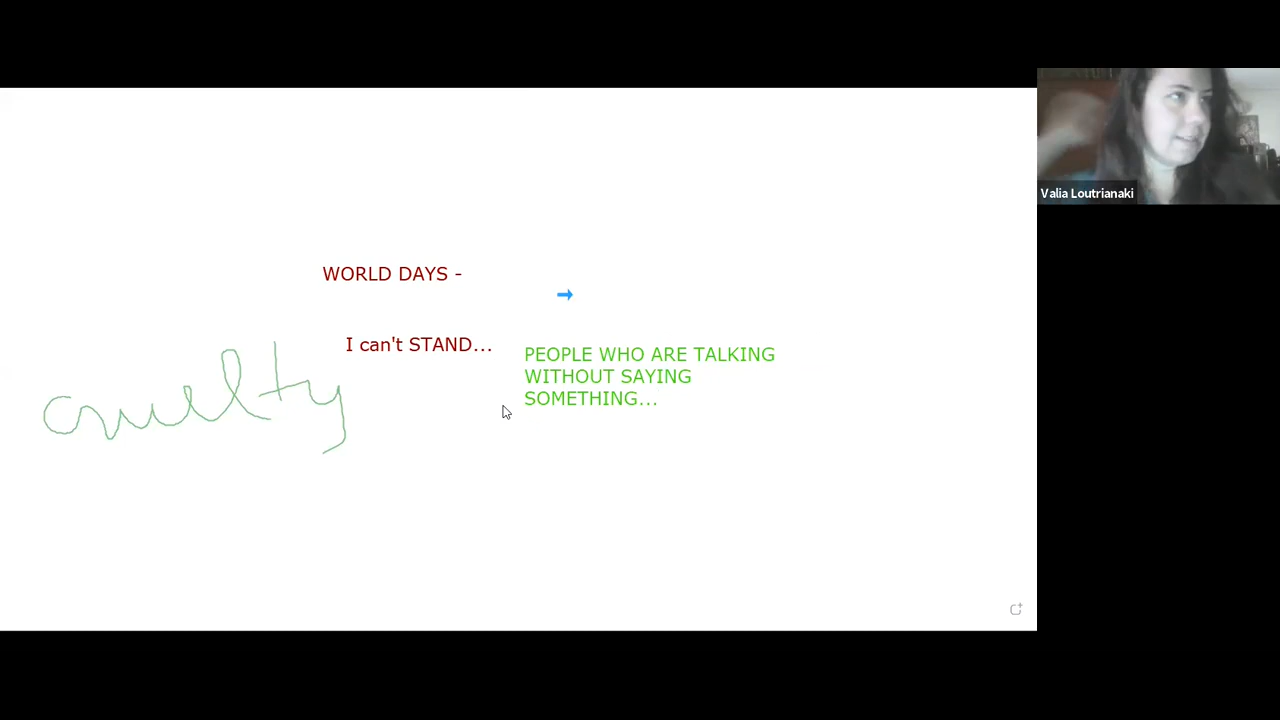 WORLD DAYS -
I can't STAND...
PEOPLE WHO ARE TALKING
WITHOUT SAYING
SOMETHING...
cruelty
Valia Loutrianaki